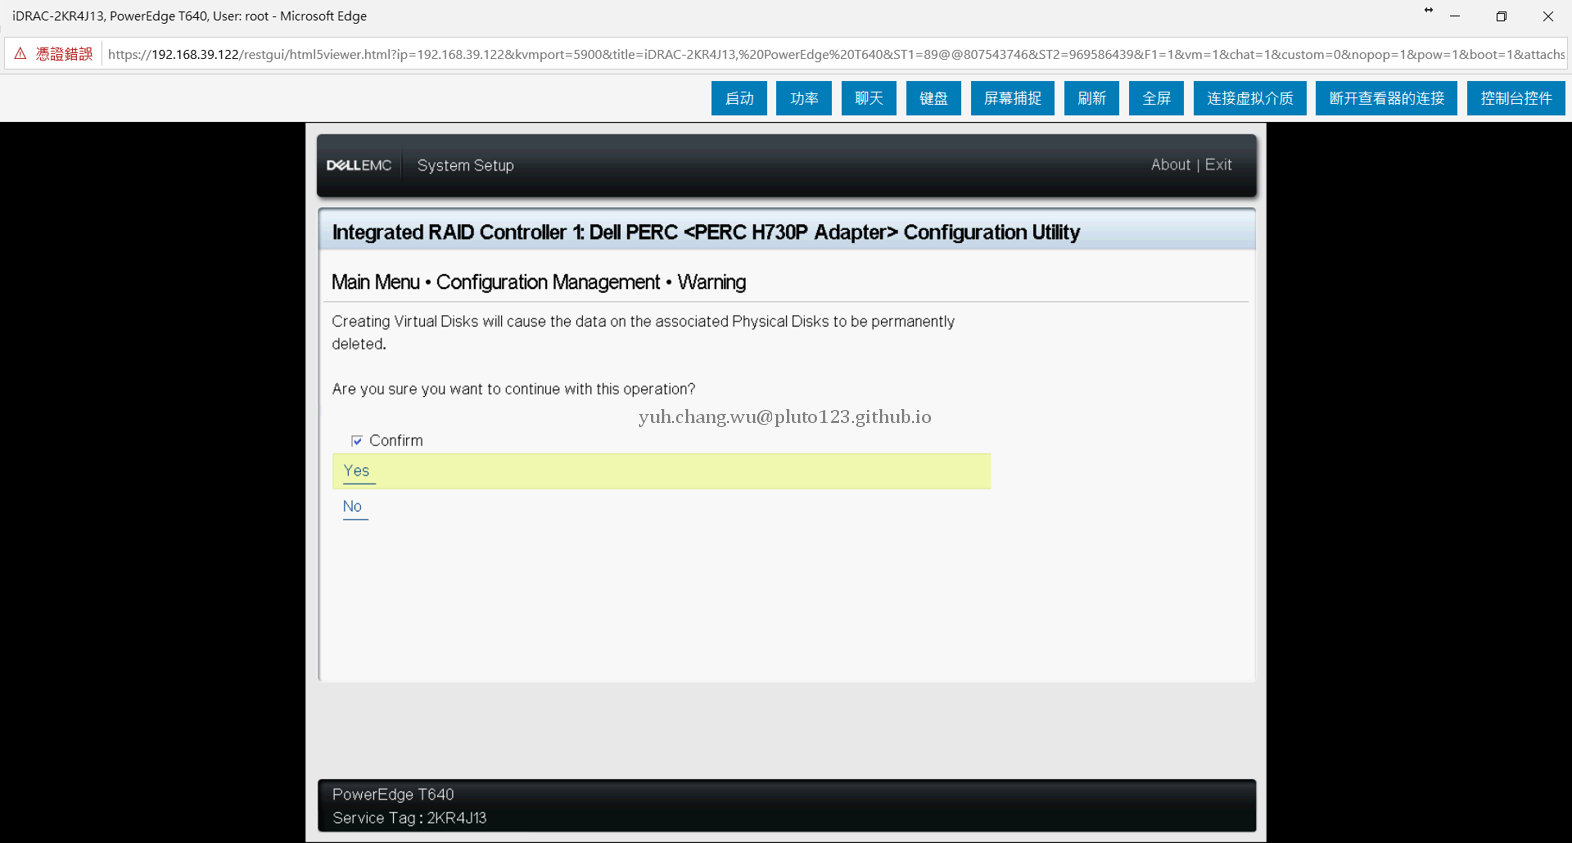 iDRAC-2KR4J13, PowerEdge T640, User: root - Microsoft Edge
憑證錯誤 https://192.168.39.122/restgui/html5viewer.html?ip=192.168.39.122&kvmport=5900&title=iDRAC-2KR4J13,%20PowerEdge%20T640&ST1=89@@807543746&ST2=969586439&F1=1&vm=1&chat=1&custom=0&nopop=1&pow=1&boot=1&attachs
启动 功率 聊天 键盘 屏幕捕捉 刷新 全屏 连接虚拟介质 断开查看器的连接 控制台控件
DELLEMC System Setup About | Exit
Integrated RAID Controller 1: Dell PERC <PERC H730P Adapter> Configuration Utility
Main Menu • Configuration Management • Warning
Creating Virtual Disks will cause the data on the associated Physical Disks to be permanently
deleted.
Are you sure you want to continue with this operation?
yuh.chang.wu@pluto123.github.io
Confirm
Yes
No
PowerEdge T640
Service Tag : 2KR4J13